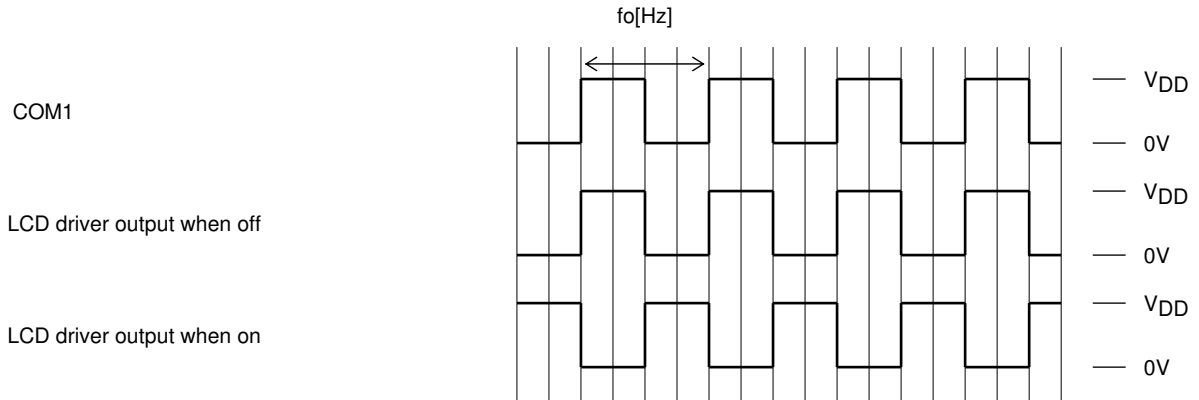 fo[Hz]
VDD
COM1
0V
VDD
LCD driver output when off
0V
VDD
LCD driver output when on
0V